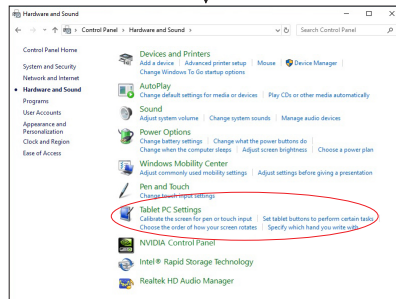 Hardware and Sound
Control Panel › Hardware and Sound ›
Search Control Panel
Control Panel Home
System and Security
Network and Internet
Hardware and Sound
Programs
User Accounts
Appearance and
Personalization
Clock and Region
Ease of Access
Devices and Printers
Add a device | Advanced printer setup | Mouse | Device Manager |
Change Windows To Go startup options
AutoPlay
Change default settings for media or devices | Play CDs or other media automatically
Sound
Adjust system volume | Change system sounds | Manage audio devices
Power Options
Change battery settings | Change what the power buttons do |
Change when the computer sleeps | Adjust screen brightness | Choose a power plan
Windows Mobility Center
Adjust commonly used mobility settings | Adjust settings before giving a presentation
Pen and Touch
Change touch input settings
Tablet PC Settings
Calibrate the screen for pen or touch input | Set tablet buttons to perform certain tasks
Choose the order of how your screen rotates | Specify which hand you write with
NVIDIA Control Panel
Intel® Rapid Storage Technology
Realtek HD Audio Manager